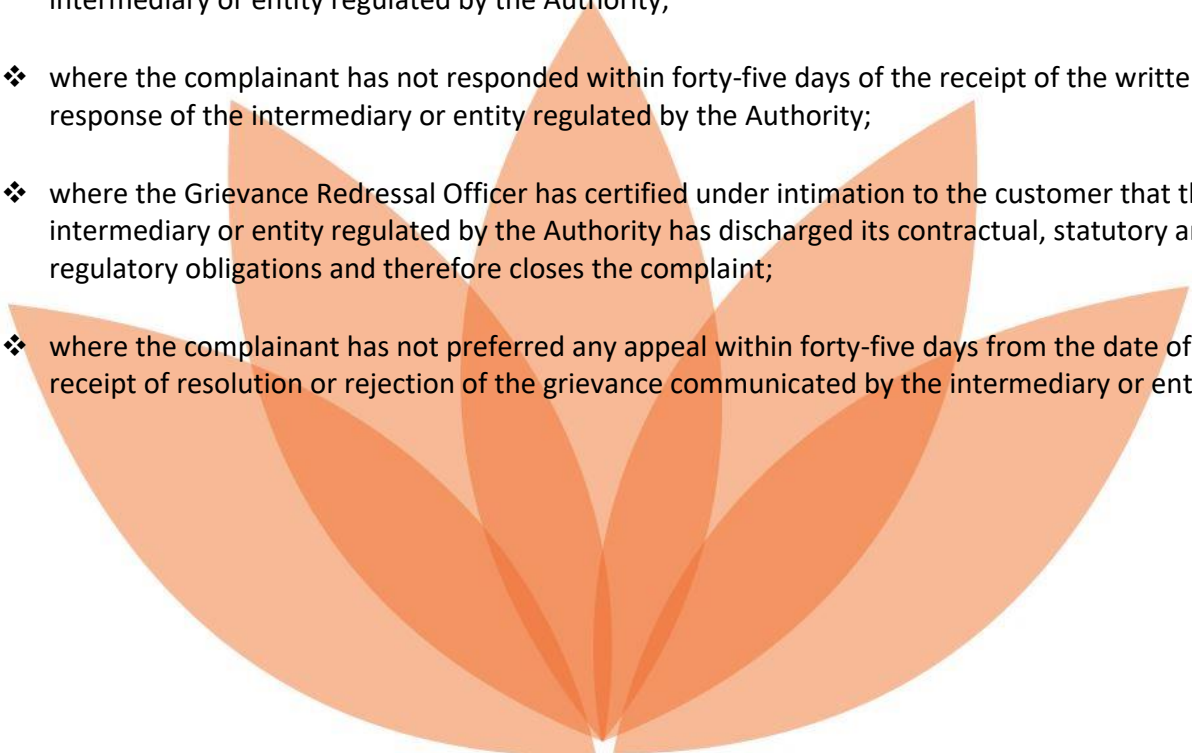 intermediary or entity regulated by the Authority;
❖ where the complainant has not responded within forty-five days of the receipt of the writte
response of the intermediary or entity regulated by the Authority;
❖ where the Grievance Redressal Officer has certified under intimation to the customer that th
intermediary or entity regulated by the Authority has discharged its contractual, statutory an
regulatory obligations and therefore closes the complaint;
❖ where the complainant has not preferred any appeal within forty-five days from the date of
receipt of resolution or rejection of the grievance communicated by the intermediary or ent